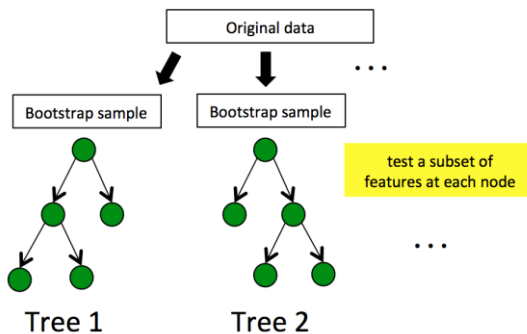 Original data
. . .
Bootstrap sample
Bootstrap sample
test a subset of
features at each node
. . .
Tree 1
Tree 2